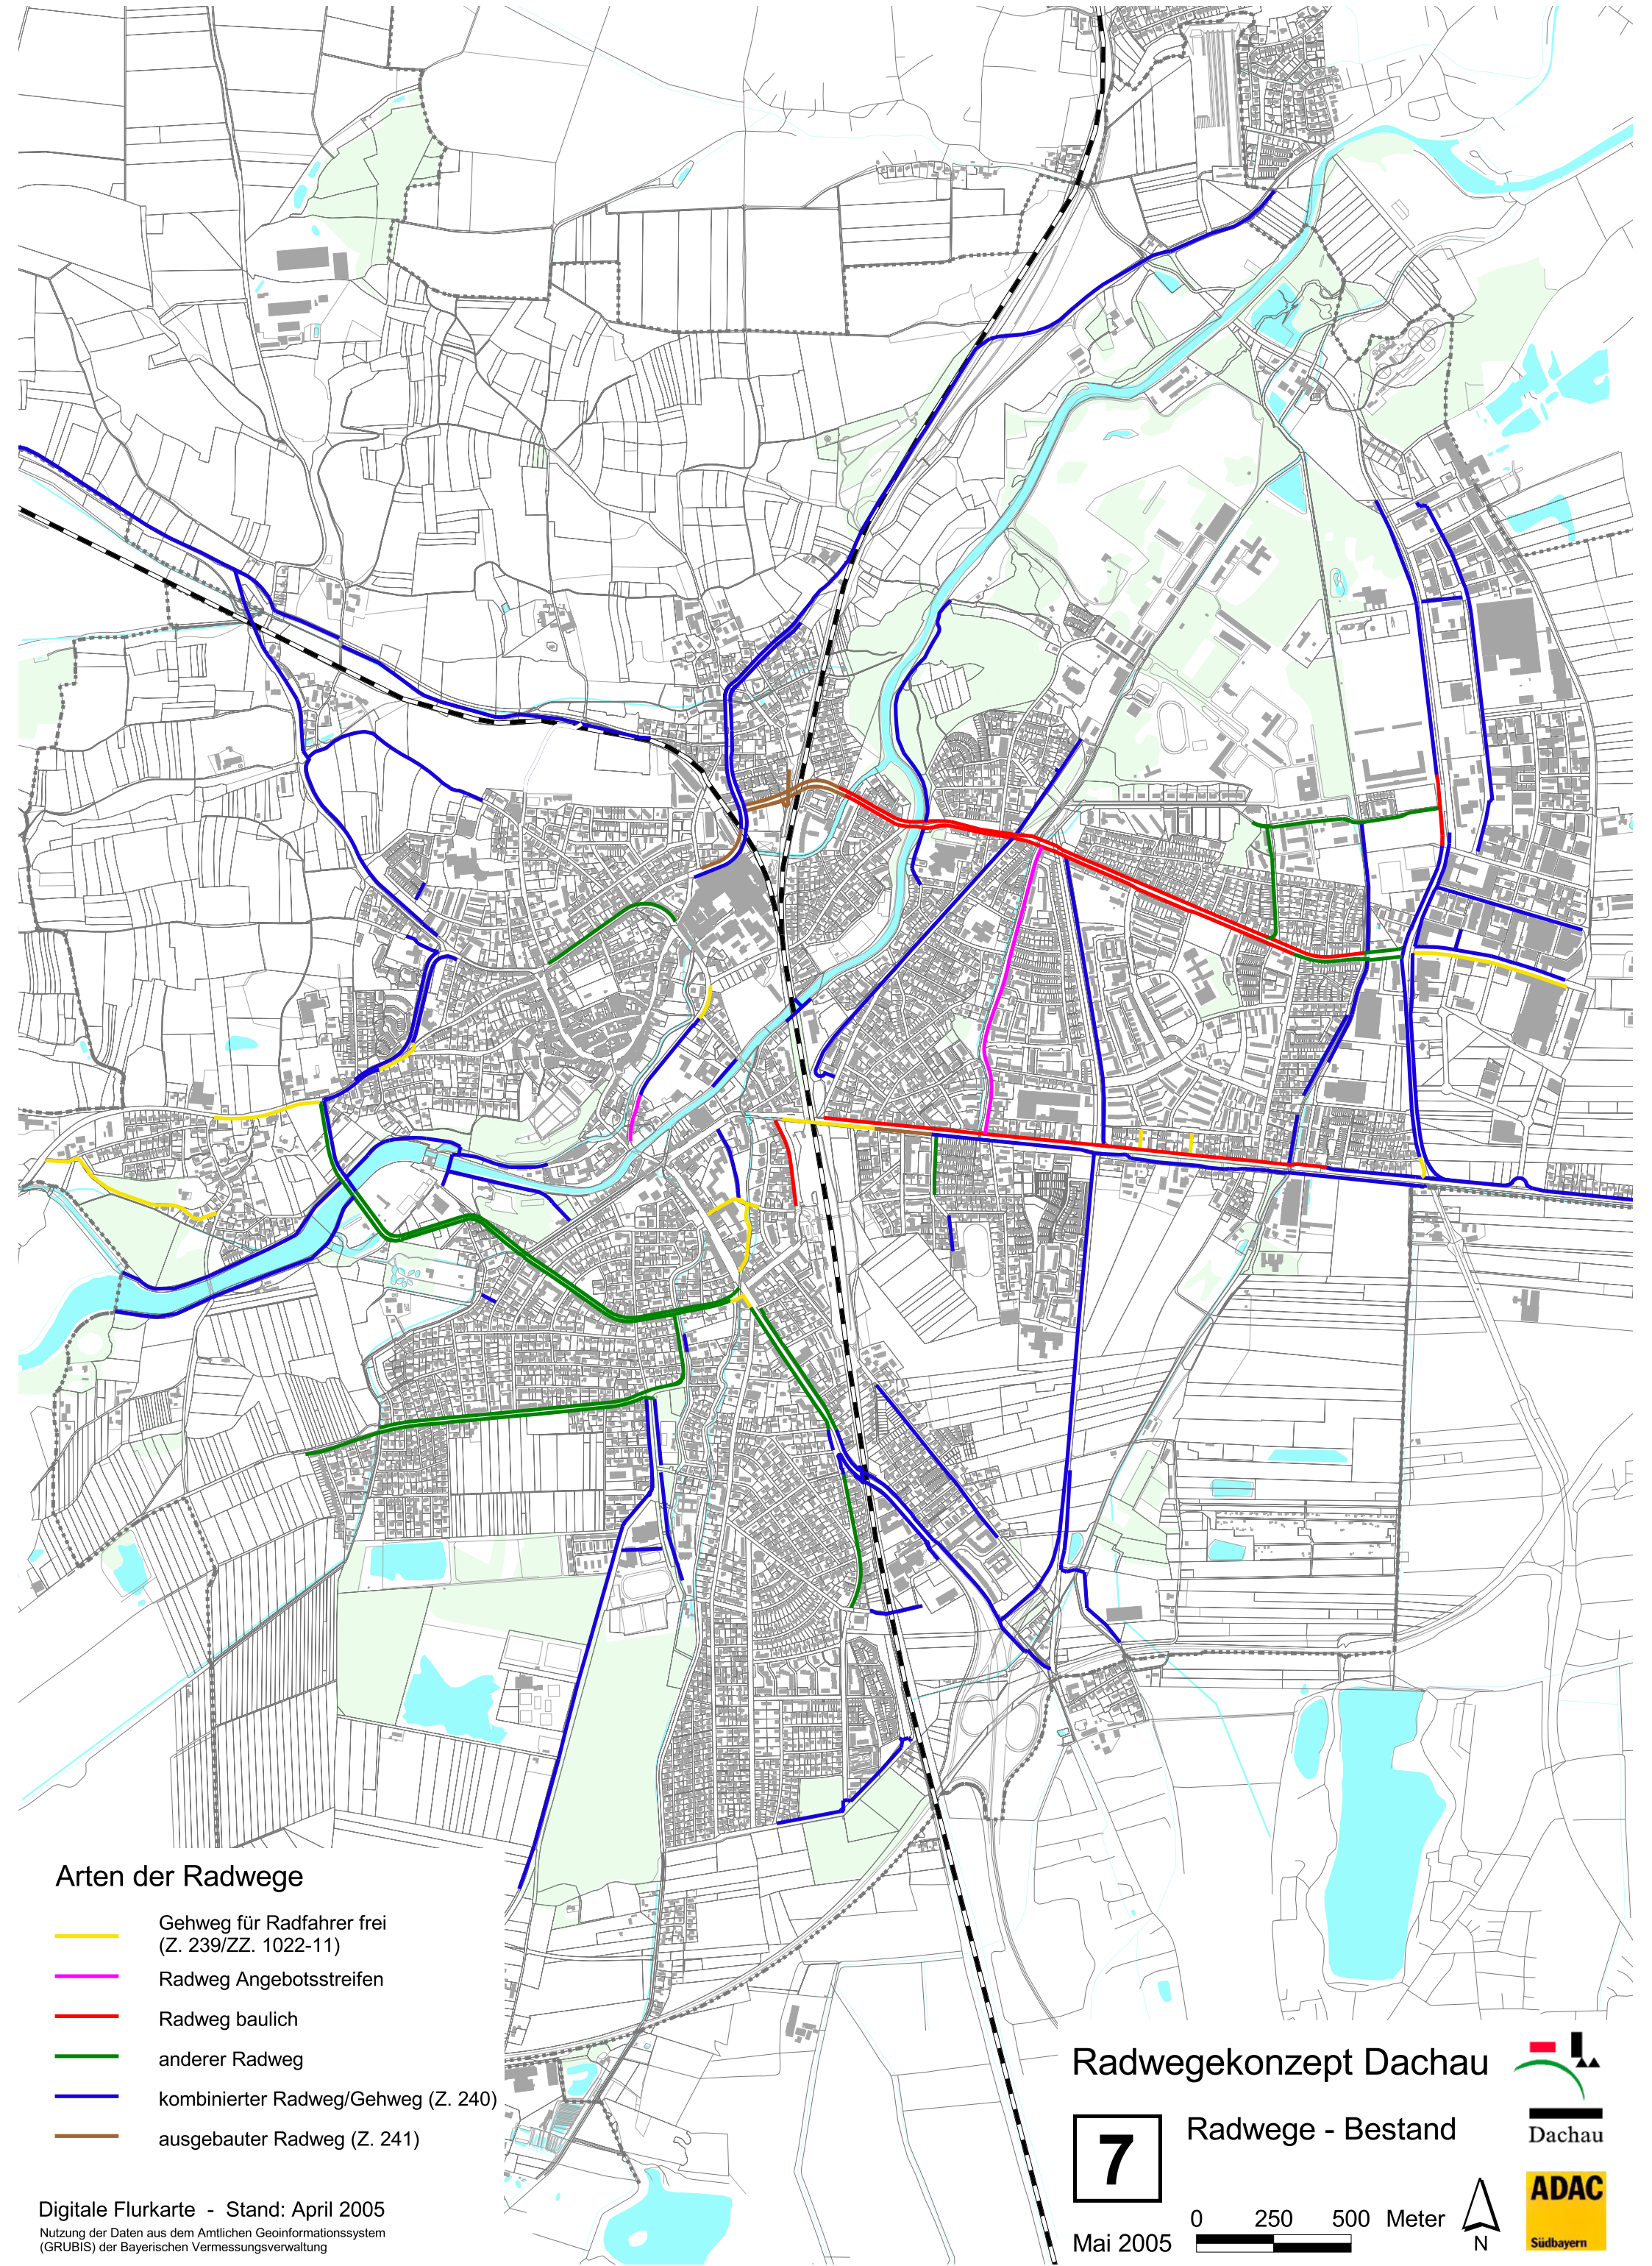 Arten der Radwege
Gehweg für Radfahrer frei
(Z. 239/ZZ. 1022-11)
Radweg Angebotsstreifen
Radweg baulich
anderer Radweg
kombinierter Radweg/Gehweg (Z. 240)
ausgebauter Radweg (Z. 241)
Digitale Flurkarte - Stand: April 2005
Nutzung der Daten aus dem Amtlichen Geoinformationssystem
(GRUBIS) der Bayerischen Vermessungsverwaltung
Radwegekonzept Dachau
7
Radwege - Bestand
Mai 2005
0 250 500 Meter
N
Dachau
ADAC
Südbayern